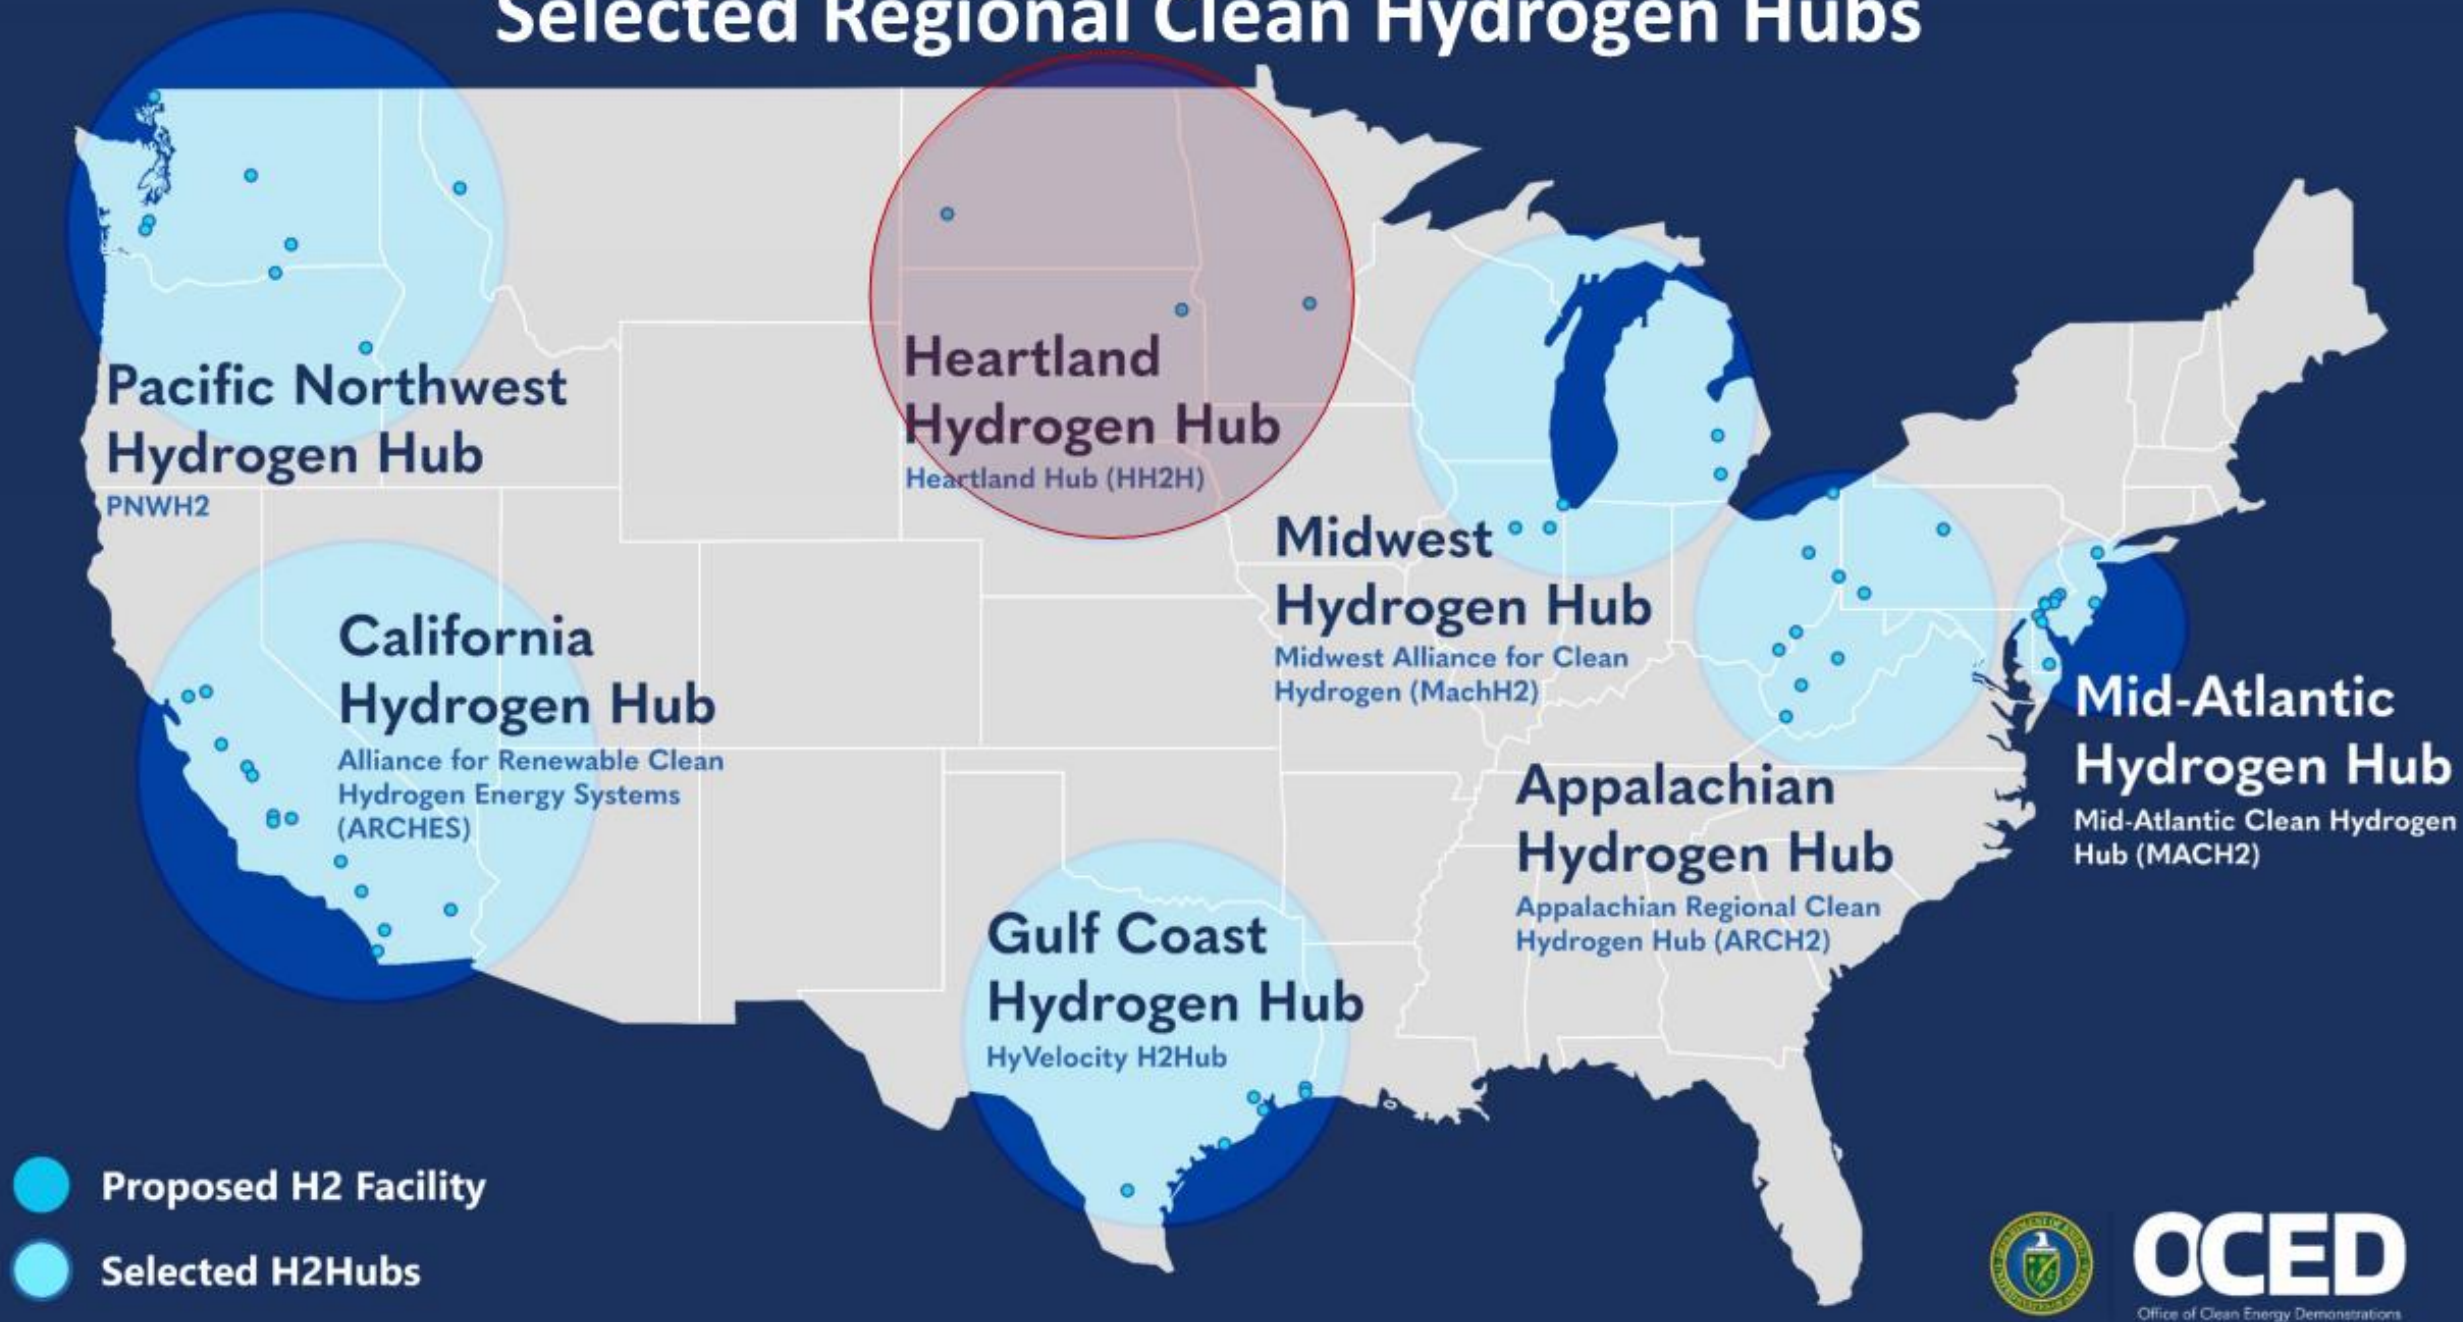 Selected Regional Clean Hydrogen Hubs
Pacific Northwest
Hydrogen Hub
PNWH2
Heartland
Hydrogen Hub
Heartland Hub (HH2H)
Midwest
Hydrogen Hub
Midwest Alliance for Clean
Hydrogen (MachH2)
California
Hydrogen Hub
Alliance for Renewable Clean
Hydrogen Energy Systems
(ARCHES)
Mid-Atlantic
Hydrogen Hub
Mid-Atlantic Clean Hydrogen
Hub (MACH2)
Appalachian
Hydrogen Hub
Appalachian Regional Clean
Hydrogen Hub (ARCH2)
Gulf Coast
Hydrogen Hub
HyVelocity H2Hub
Proposed H2 Facility
Selected H2Hubs
OCED
Office of Clean Energy Demonstrations